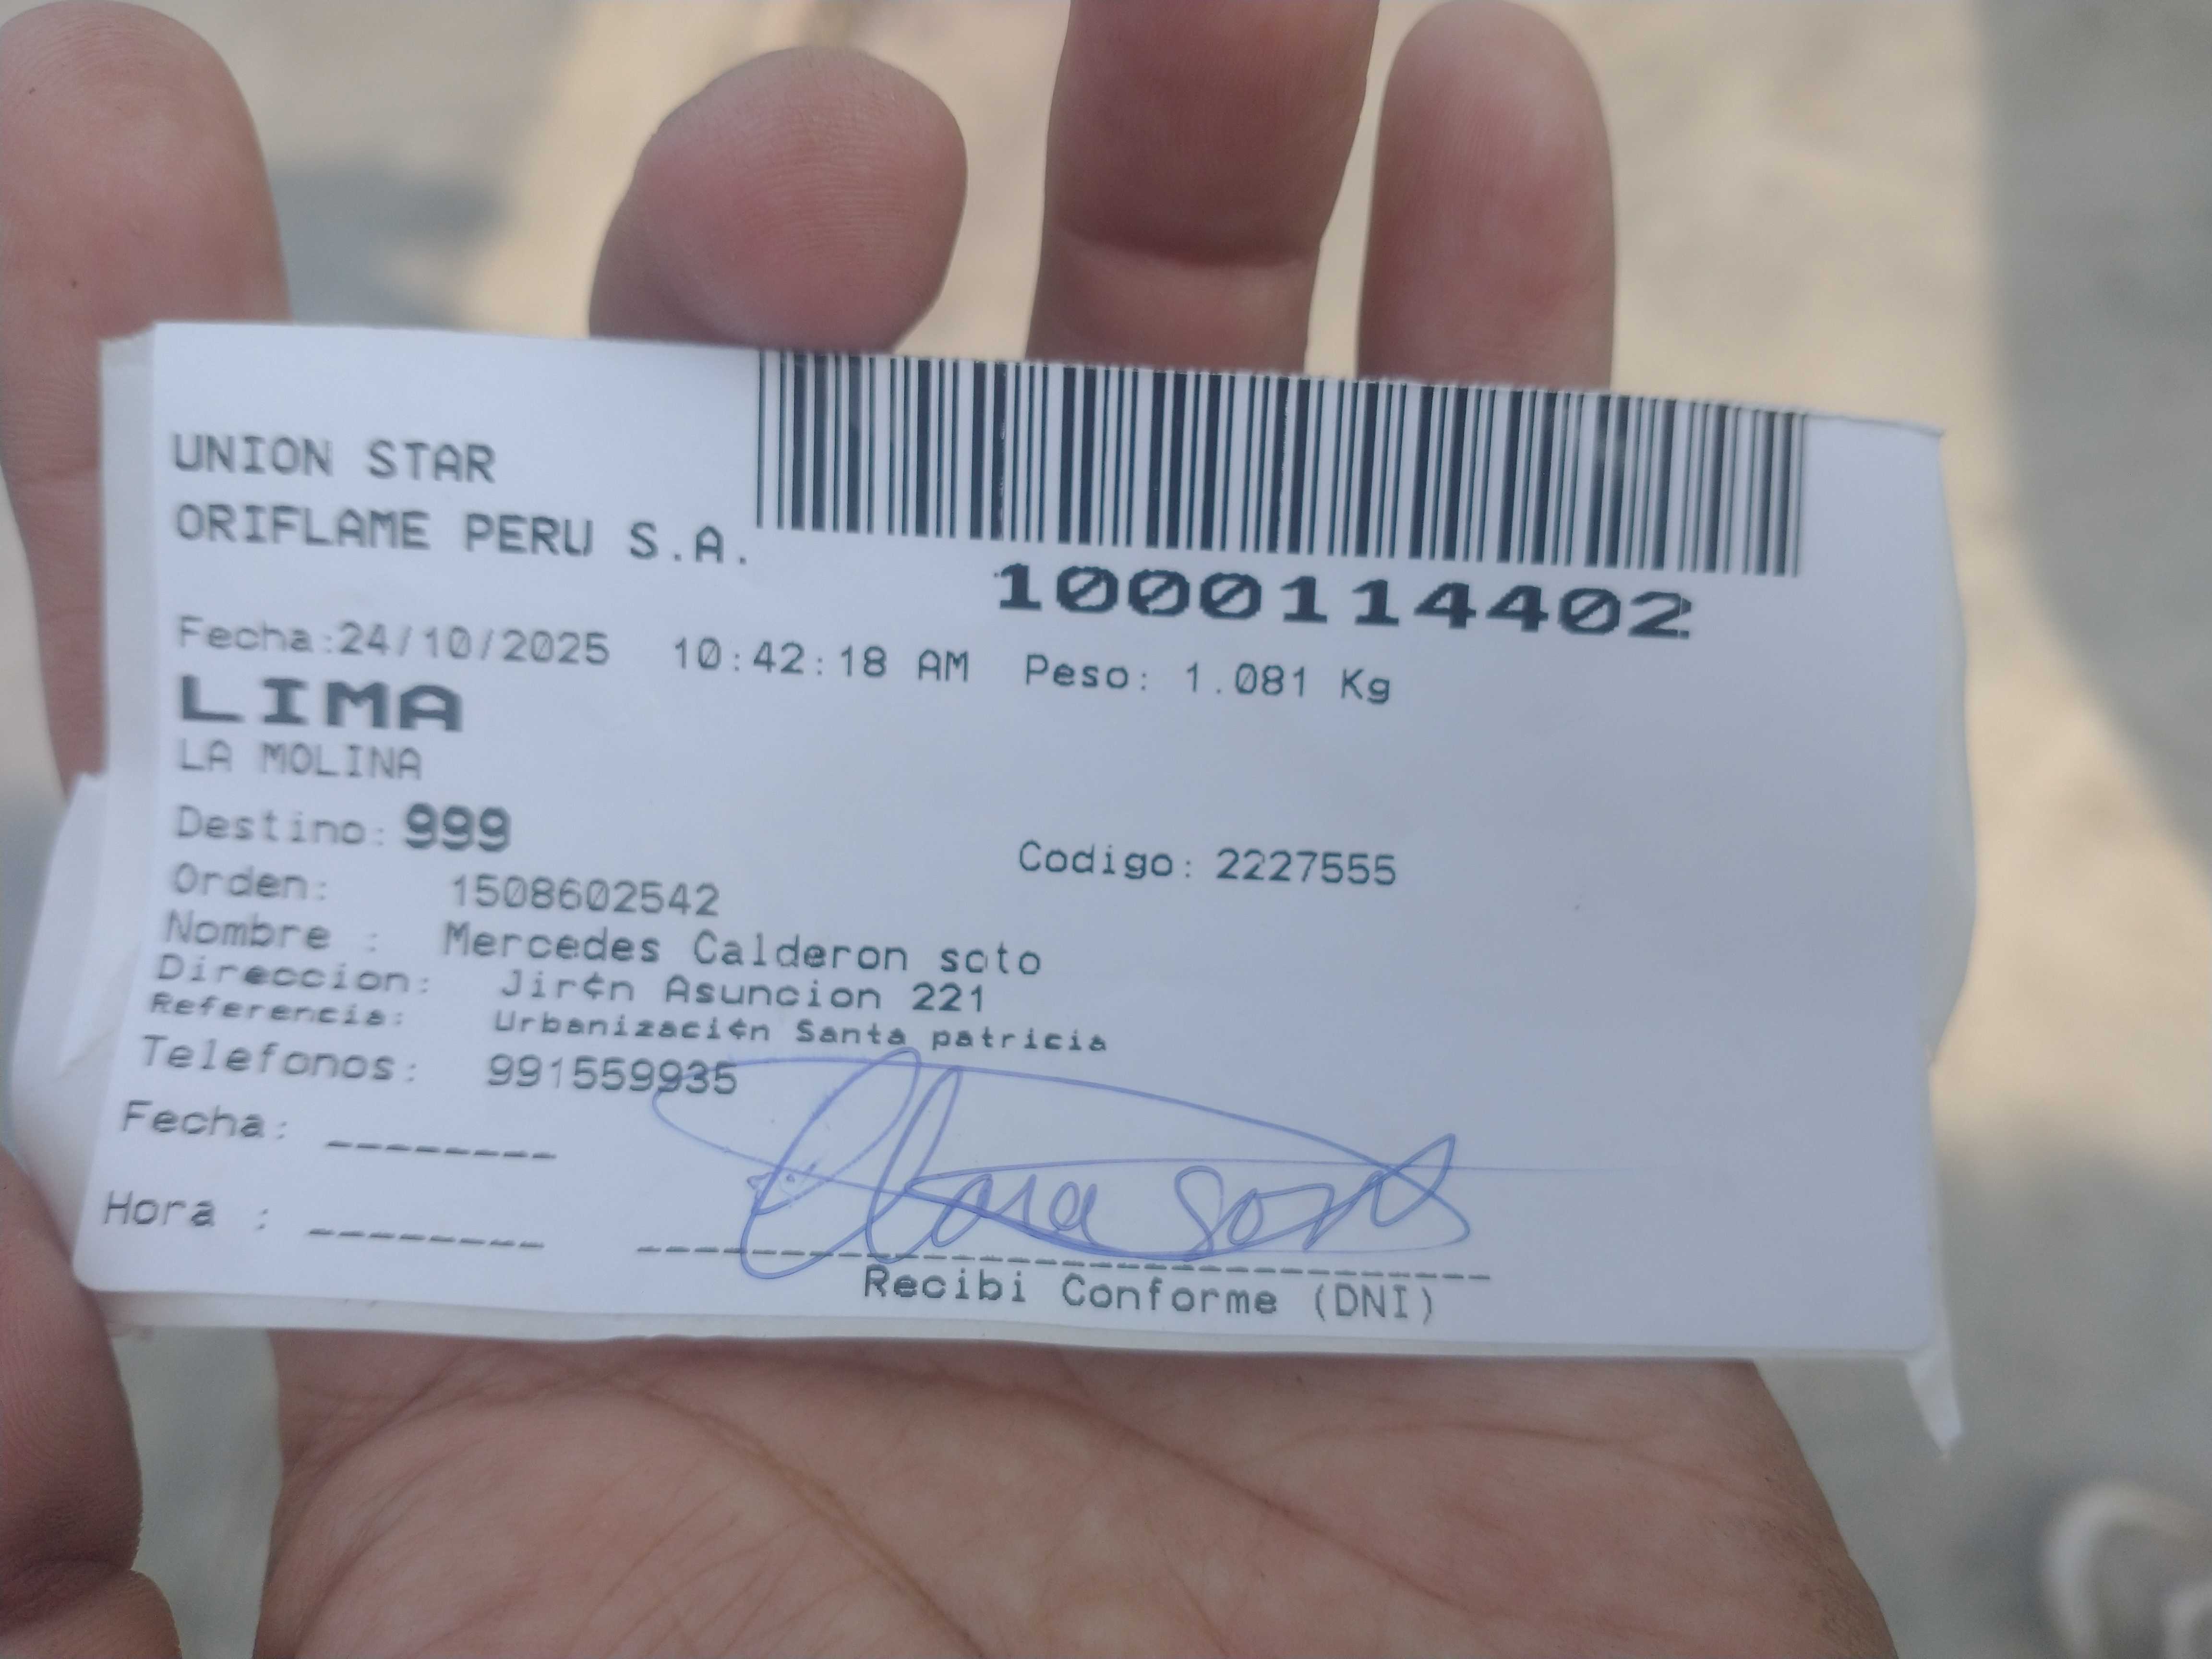 UNION STAR
ORIFLAME PERU S.A.
1000114402
Fecha:24/10/2025 10:42:18 AM Peso: 1.081 Kg
LIMA
LA MOLINA
Destino: 999
Codigo: 2227555
Orden: 1508602542
Nombre : Mercedes Calderon soto
Direccion: Jir¢n Asuncion 221
Referencia: Urbanizaci¢n Santa patricia
Telefonos: 991559935
Fecha: ________
Hora : ________
Recibi Conforme (DNI)